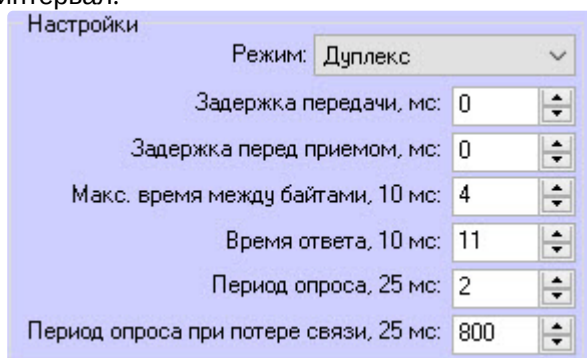 интервал.
Настройки
Режим: Дуплекс
Задержка передачи, мс: 0
Задержка перед приемом, мс: 0
Макс. время между байтами, 10 мс: 4
Время ответа, 10 мс: 11
Период опроса, 25 мс: 2
Период опроса при потере связи, 25 мс: 800